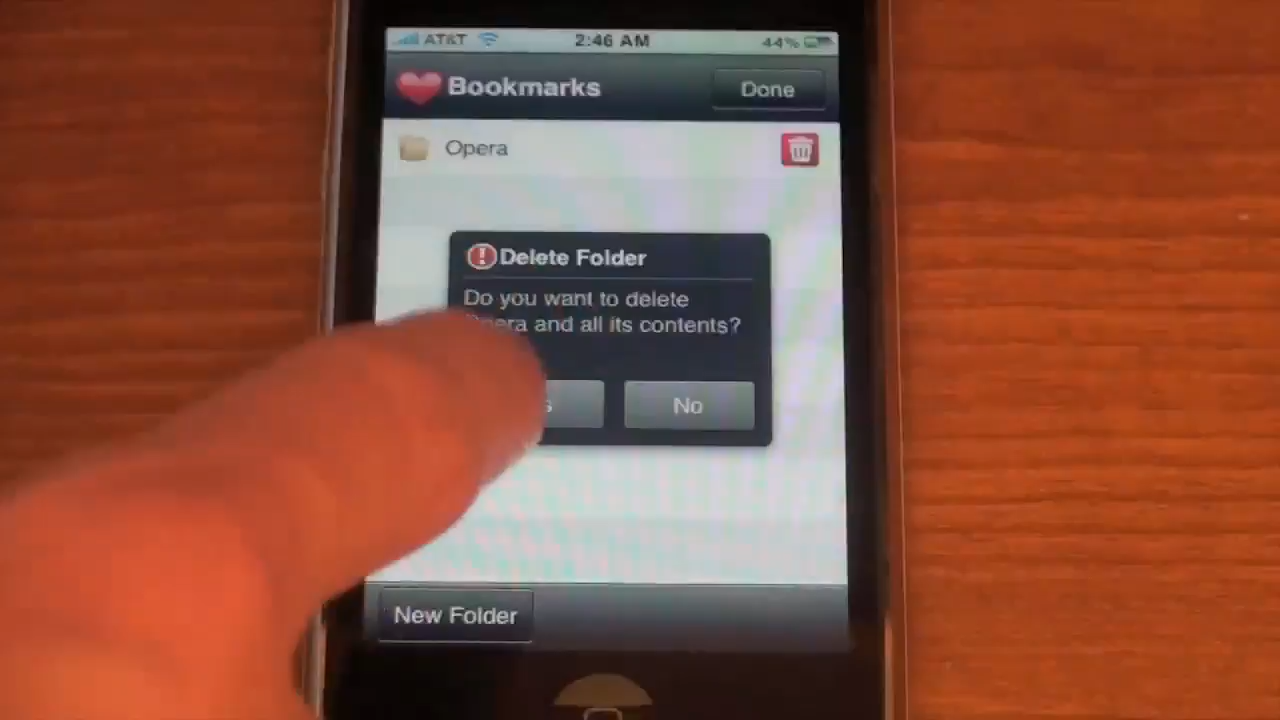 AT&T 2:46 AM 44%
Bookmarks Done
Opera
Delete Folder
Do you want to delete
Opera and all its contents?
No
New Folder